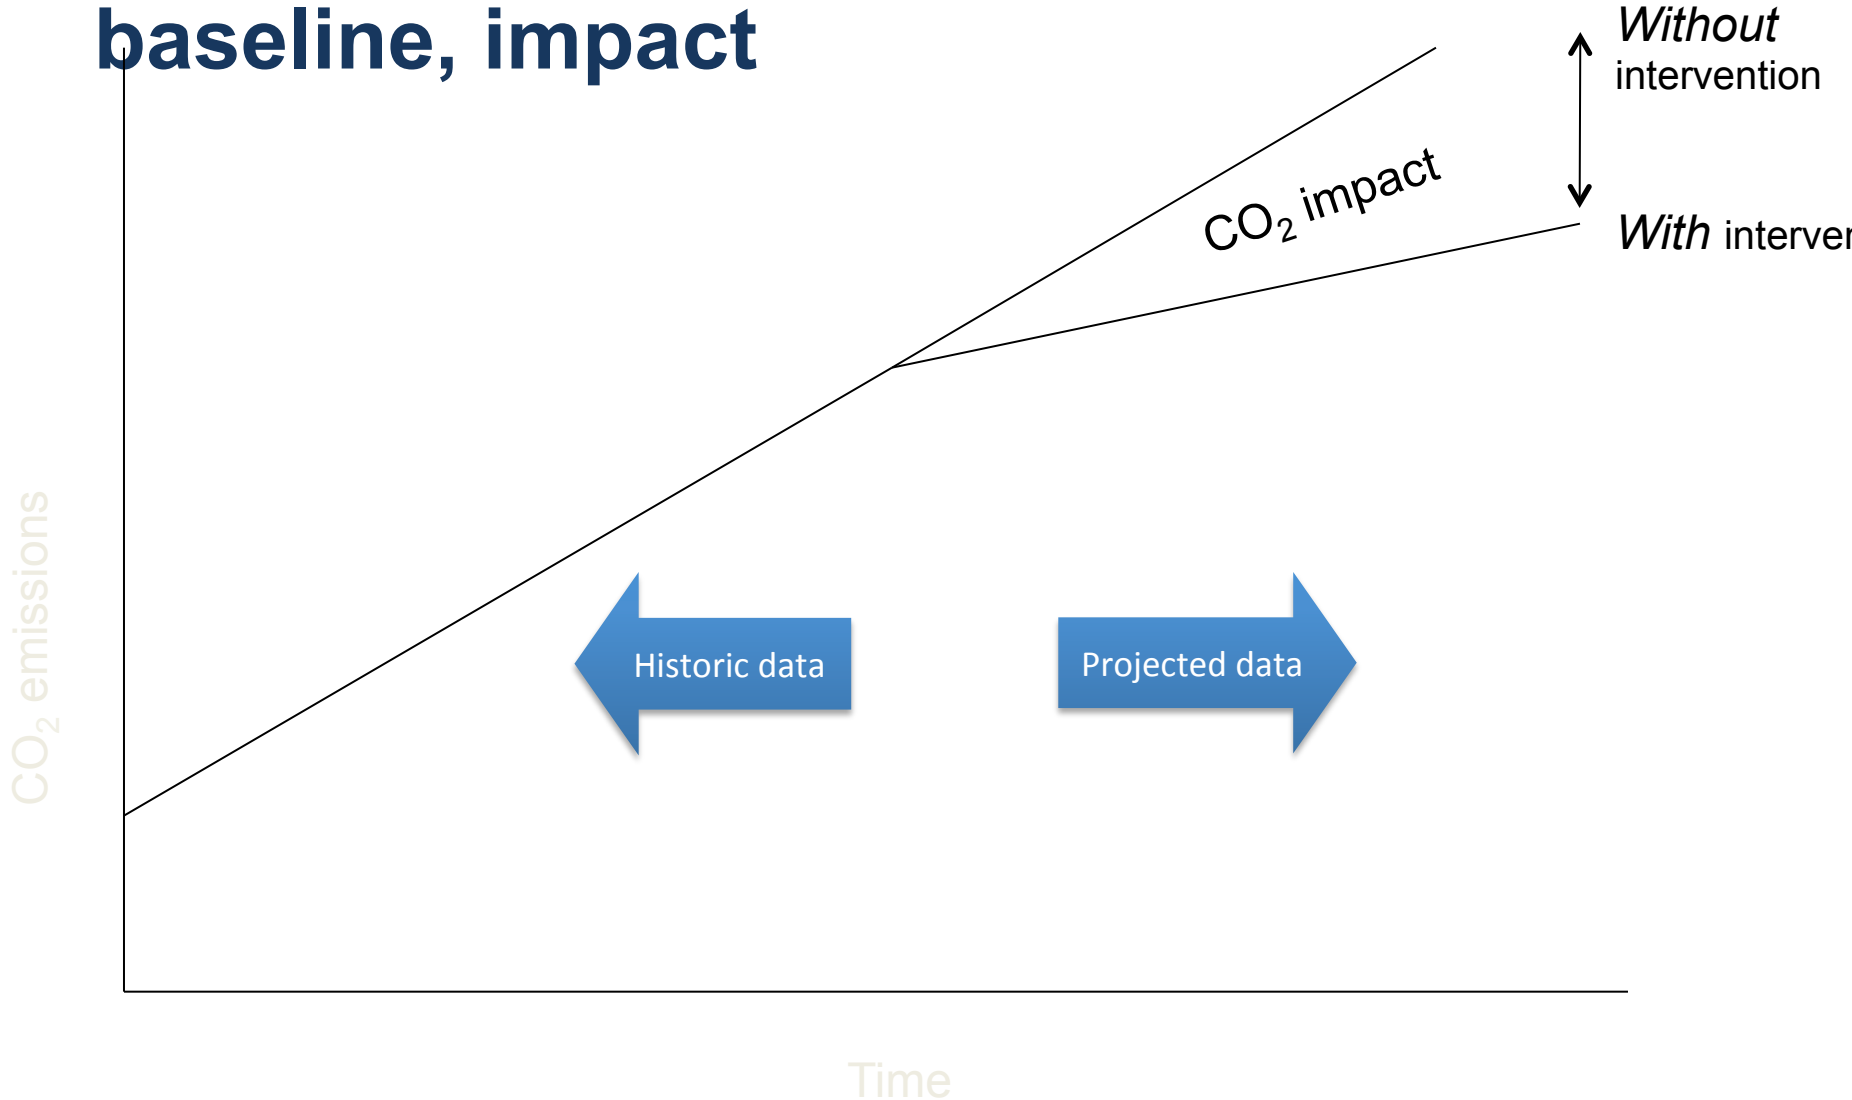 baseline, impact
Without
intervention
CO₂ impact
With
CO₂ emissions
Historic data
Projected data
Time